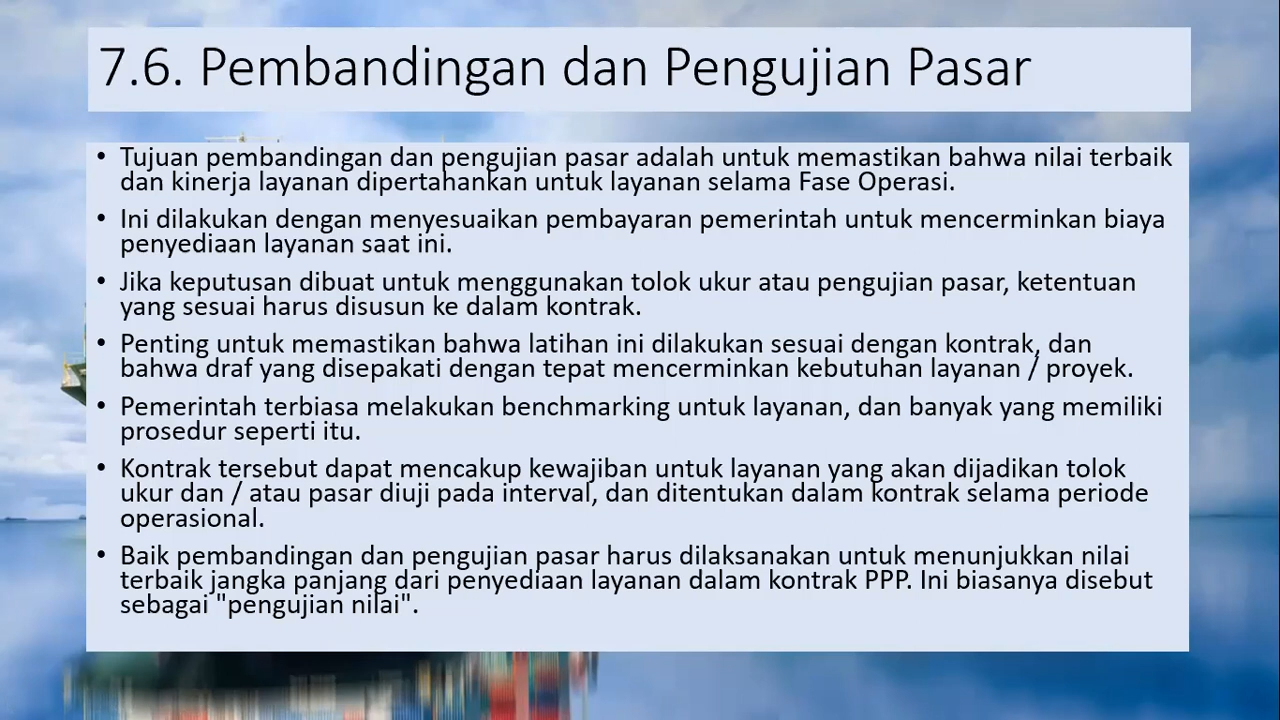 7.6. Pembandingan dan Pengujian Pasar
• Tujuan pembandingan dan pengujian pasar adalah untuk memastikan bahwa nilai terbaik
dan kinerja layanan dipertahankan untuk layanan selama Fase Operasi.
• Ini dilakukan dengan menyesuaikan pembayaran pemerintah untuk mencerminkan biaya
penyediaan layanan saat ini.
• Jika keputusan dibuat untuk menggunakan tolok ukur atau pengujian pasar, ketentuan
yang sesuai harus disusun ke dalam kontrak.
• Penting untuk memastikan bahwa latihan ini dilakukan sesuai dengan kontrak, dan
bahwa draf yang disepakati dengan tepat mencerminkan kebutuhan layanan / proyek.
• Pemerintah terbiasa melakukan benchmarking untuk layanan, dan banyak yang memiliki
prosedur seperti itu.
• Kontrak tersebut dapat mencakup kewajiban untuk layanan yang akan dijadikan tolok
ukur dan / atau pasar diuji pada interval, dan ditentukan dalam kontrak selama periode
operasional.
• Baik pembandingan dan pengujian pasar harus dilaksanakan untuk menunjukkan nilai
terbaik jangka panjang dari penyediaan layanan dalam kontrak PPP. Ini biasanya disebut
sebagai "pengujian nilai".